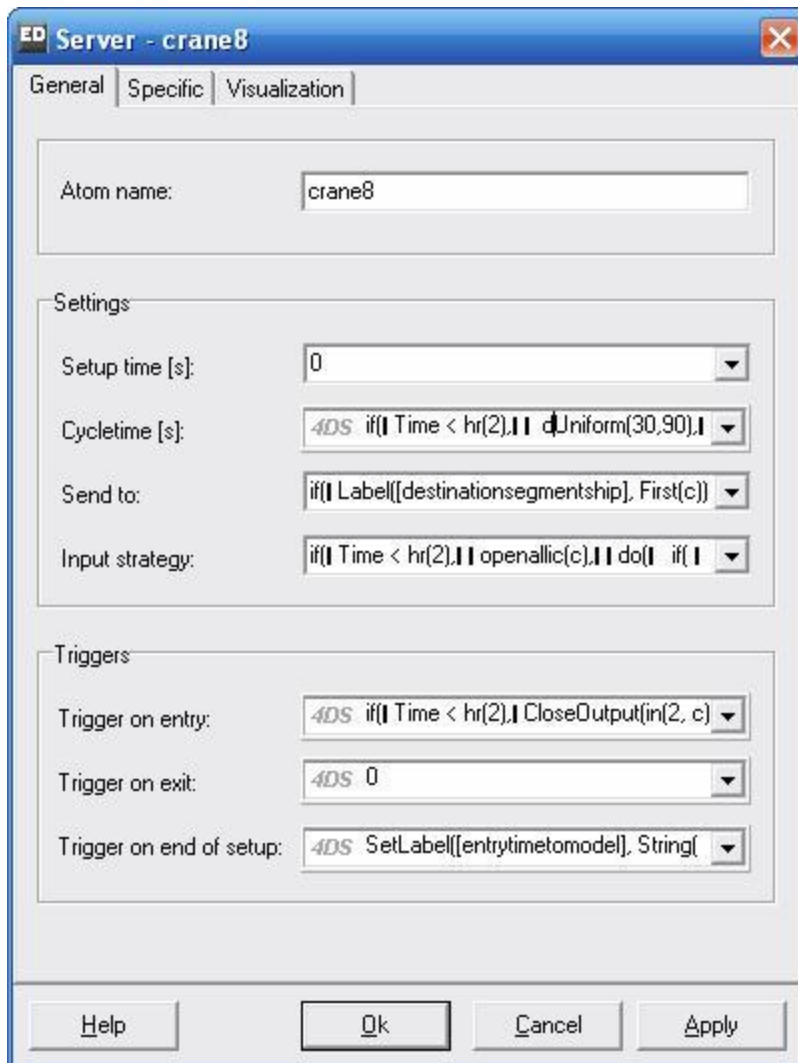 ED Server - crane8
General Specific Visualization
Atom name: crane8
Settings
Setup time [s]: 0
Cycletime [s]: 4DS if(▌ Time < hr(2),▌▌ dUniform(30,90),▌
Send to: if(▌ Label([destinationsegmentship], First(c))
Input strategy: if(▌ Time < hr(2),▌▌ openallic(c),▌▌ do(▌ if( ▌
Triggers
Trigger on entry: 4DS if(▌ Time < hr(2),▌ CloseOutput(in(2, c)
Trigger on exit: 4DS 0
Trigger on end of setup: 4DS SetLabel([entrytimetomodel], String(
Help Ok Cancel Apply